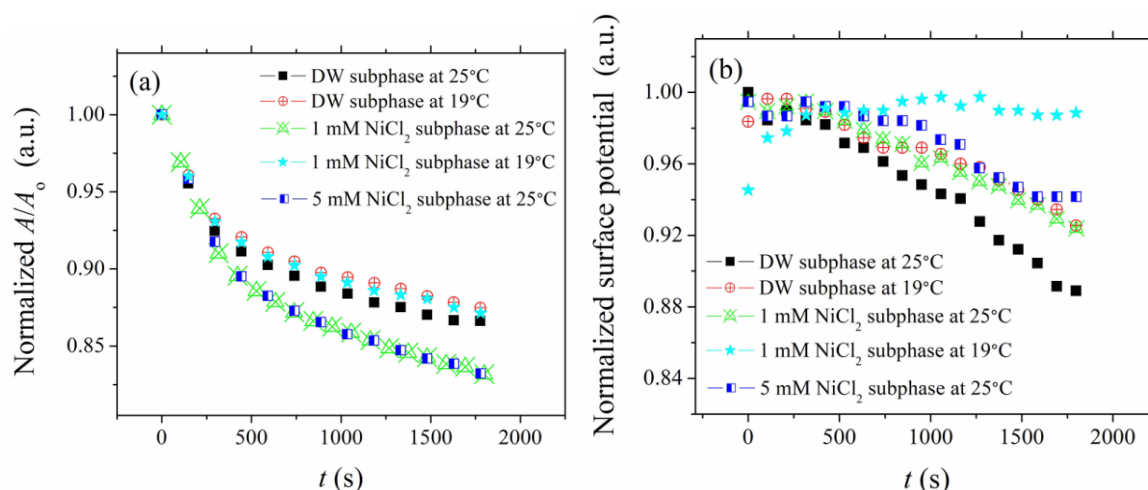 (a)
DW subphase at 25°C
DW subphase at 19°C
1 mM NiCl2 subphase at 25°C
1 mM NiCl2 subphase at 19°C
5 mM NiCl2 subphase at 25°C
Normalized A/Ao (a.u.)
1.00
0.95
0.90
0.85
0
500
1000
1500
2000
t (s)
(b)
Normalized surface potential (a.u.)
1.00
0.96
0.92
0.88
0.84
DW subphase at 25°C
DW subphase at 19°C
1 mM NiCl2 subphase at 25°C
1 mM NiCl2 subphase at 19°C
5 mM NiCl2 subphase at 25°C
0
500
1000
1500
2000
t (s)